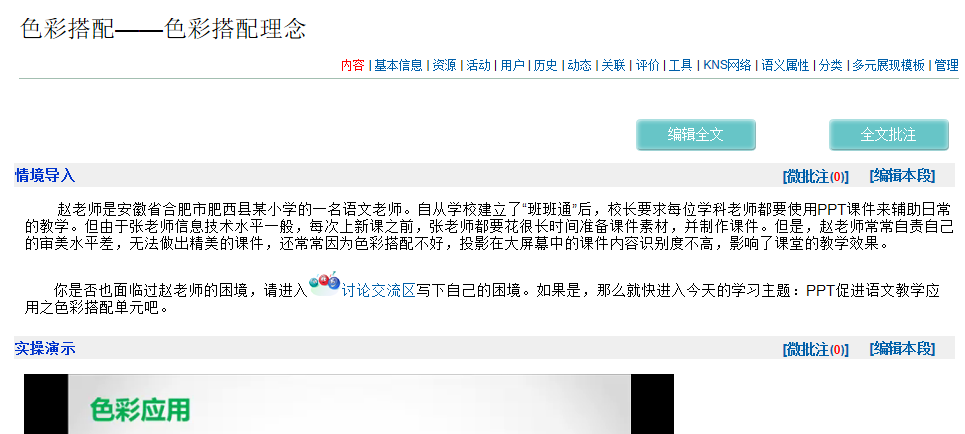 色彩搭配——色彩搭配理念
内容 | 基本信息 | 资源 | 活动 | 用户 | 历史 | 动态 | 关联 | 评价 | 工具 | KNS网络 | 语义属性 | 分类 | 多元展现模板 | 管理
编辑全文 全文批注
情境导入 [微批注(0)] [编辑本段]
赵老师是安徽省合肥市肥西县某小学的一名语文老师。自从学校建立了“班班通”后，校长要求每位学科老师都要使用PPT课件来辅助日常
的教学。但由于张老师信息技术水平一般，每次上新课之前，张老师都要花很长时间准备课件素材，并制作课件。但是，赵老师常常自责自己
的审美水平差，无法做出精美的课件，还常常因为色彩搭配不好，投影在大屏幕中的课件内容识别度不高，影响了课堂的教学效果。
你是否也面临过赵老师的困境，请进入讨论交流区写下自己的困境。如果是，那么就快进入今天的学习主题：PPT促进语文教学应
用之色彩搭配单元吧。
实操演示 [微批注(0)] [编辑本段]
色彩应用